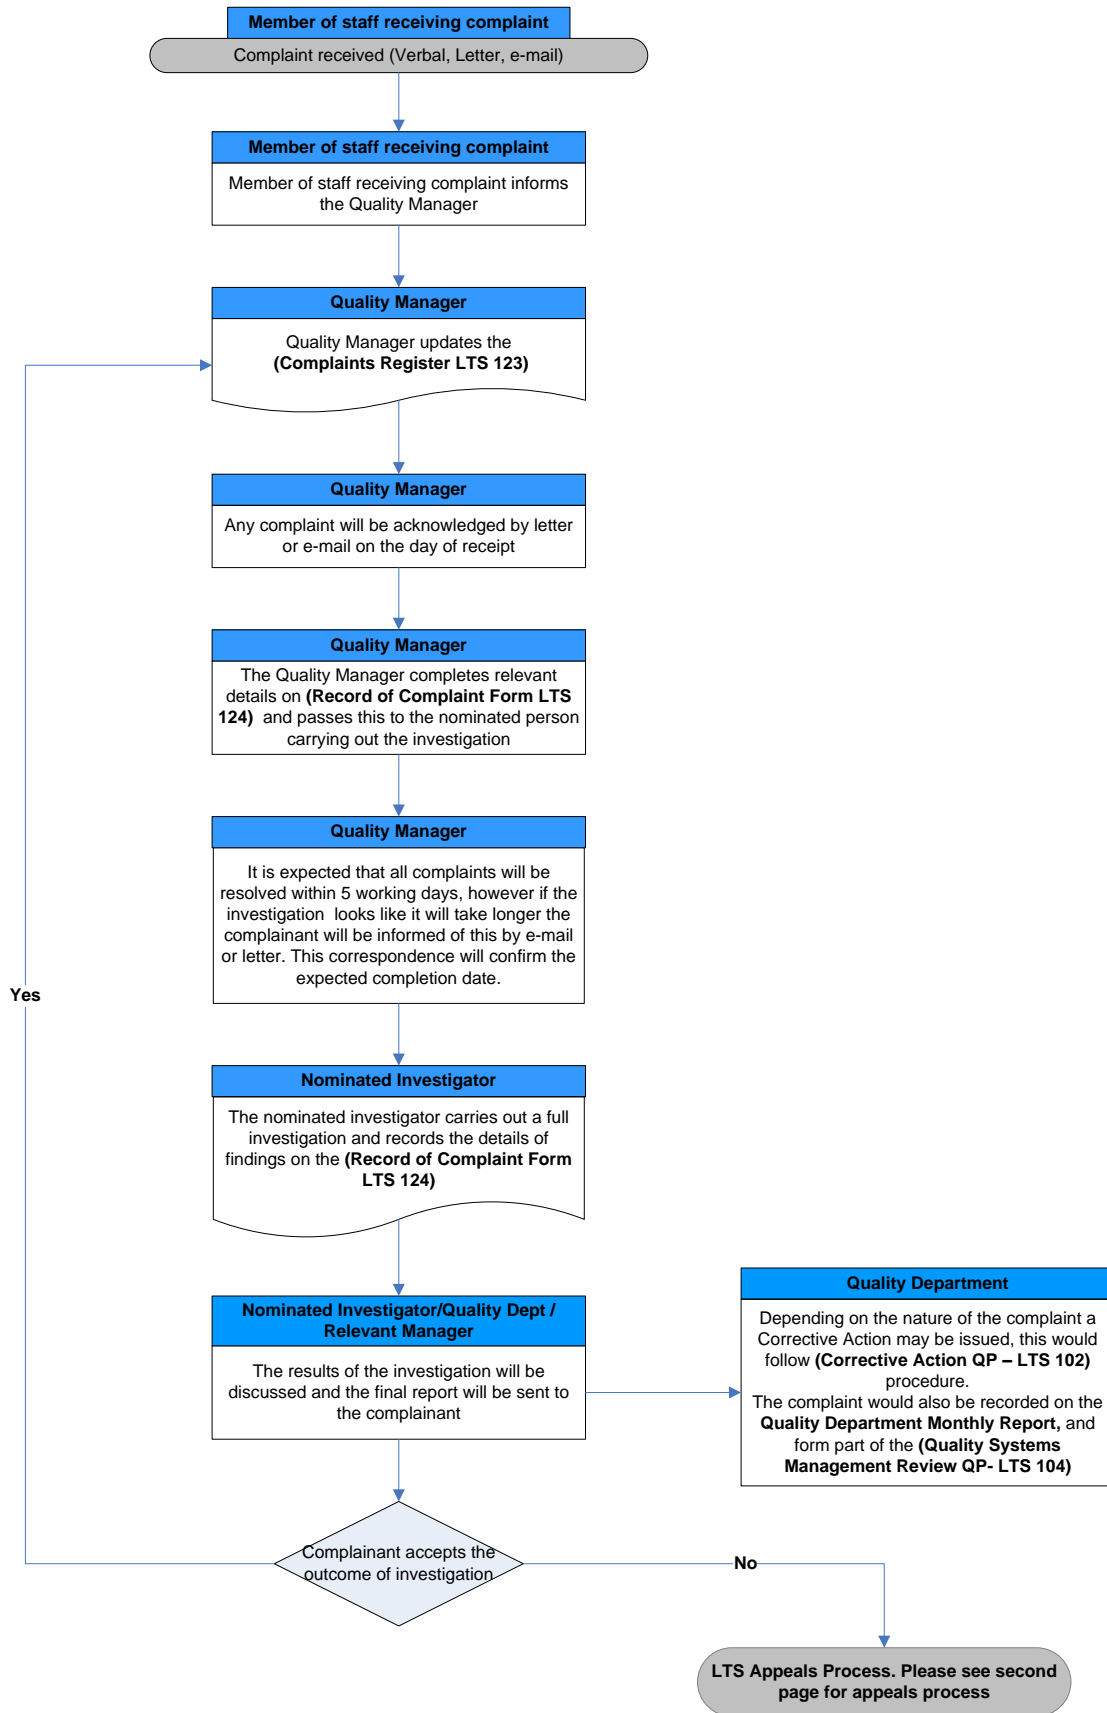 Member of staff receiving complaint
Complaint received (Verbal, Letter, e-mail)
Member of staff receiving complaint
Member of staff receiving complaint informs
the Quality Manager
Quality Manager
Quality Manager updates the
(Complaints Register LTS 123)
Quality Manager
Any complaint will be acknowledged by letter
or e-mail on the day of receipt
Quality Manager
The Quality Manager completes relevant
details on (Record of Complaint Form LTS
124) and passes this to the nominated person
carrying out the investigation
Quality Manager
It is expected that all complaints will be
resolved within 5 working days, however if the
investigation looks like it will take longer the
complainant will be informed of this by e-mail
or letter. This correspondence will confirm the
expected completion date.
Yes
Nominated Investigator
The nominated investigator carries out a full
investigation and records the details of
findings on the (Record of Complaint Form
LTS 124)
Nominated Investigator/Quality Dept /
Relevant Manager
The results of the investigation will be
discussed and the final report will be sent to
the complainant
Quality Department
Depending on the nature of the complaint a
Corrective Action may be issued, this would
follow (Corrective Action QP – LTS 102)
procedure.
The complaint would also be recorded on the
Quality Department Monthly Report, and
form part of the (Quality Systems
Management Review QP- LTS 104)
Complainant accepts the
outcome of investigation
No
LTS Appeals Process. Please see second
page for appeals process